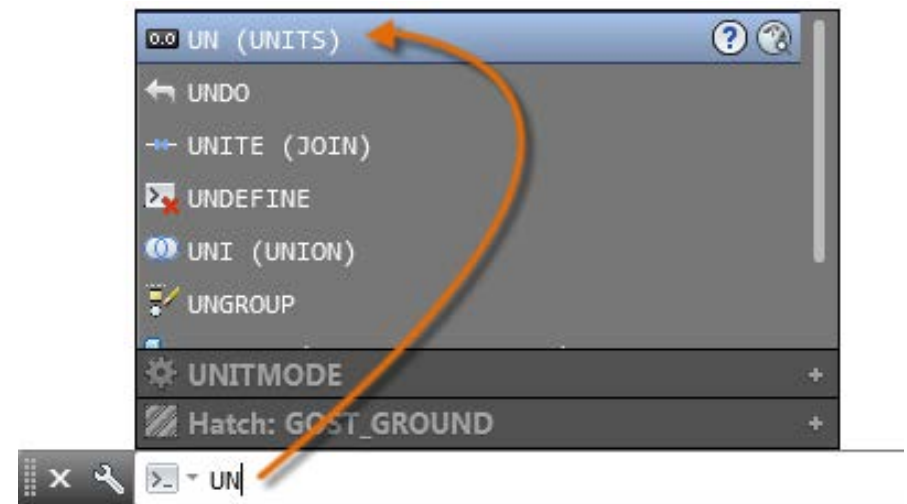 0.0 UN (UNITS)
UNDO
UNITE (JOIN)
UNDEFINE
UNI (UNION)
UNGROUP
UNITMODE +
Hatch: GOST_GROUND +
UN